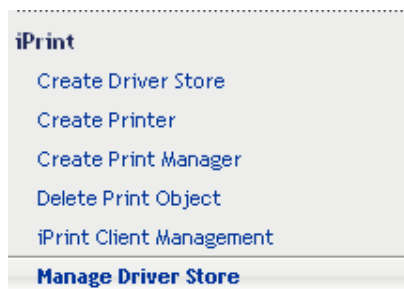 iPrint
Create Driver Store
Create Printer
Create Print Manager
Delete Print Object
iPrint Client Management
Manage Driver Store